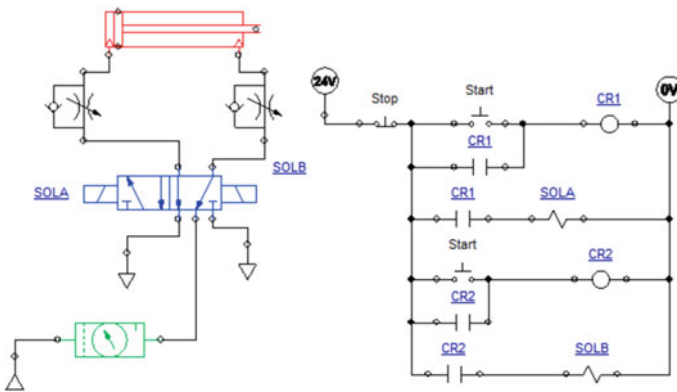 SOLA
SOLB
24V
Stop
Start
CR1
0V
CR1
CR1
SOLA
Start
CR2
CR2
CR2
SOLB